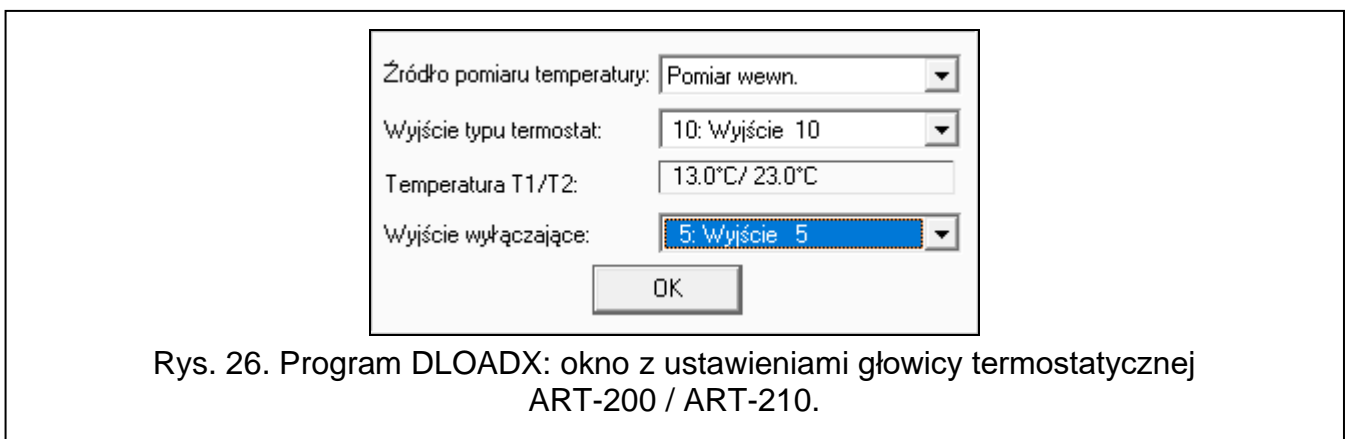 Źródło pomiaru temperatury: Pomiar wewn.
Wyjście typu termostat: 10: Wyjście 10
Temperatura T1/T2: 13.0°C/ 23.0°C
Wyjście wyłączające: 5: Wyjście 5
OK
Rys. 26. Program DLOADX: okno z ustawieniami głowicy termostatycznej
ART-200 / ART-210.